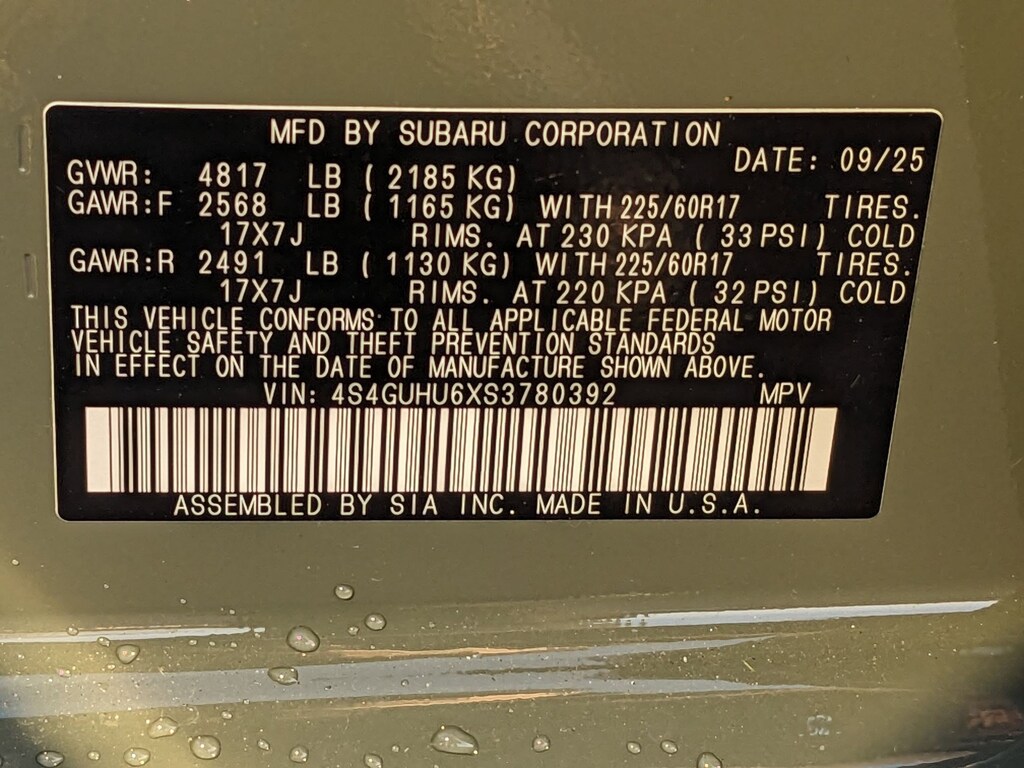 MFD BY SUBARU CORPORATION
DATE: 09/25
GVWR: 4817 LB ( 2185 KG)
GAWR:F 2568 LB ( 1165 KG) WITH 225/60R17 TIRES.
17X7J RIMS. AT 230 KPA ( 33 PSI) COLD
GAWR:R 2491 LB ( 1130 KG) WITH 225/60R17 TIRES.
17X7J RIMS. AT 220 KPA ( 32 PSI) COLD
THIS VEHICLE CONFORMS TO ALL APPLICABLE FEDERAL MOTOR
VEHICLE SAFETY AND THEFT PREVENTION STANDARDS
IN EFFECT ON THE DATE OF MANUFACTURE SHOWN ABOVE.
VIN: 4S4GUHU6XS3780392 MPV
ASSEMBLED BY SIA INC. MADE IN U.S.A.